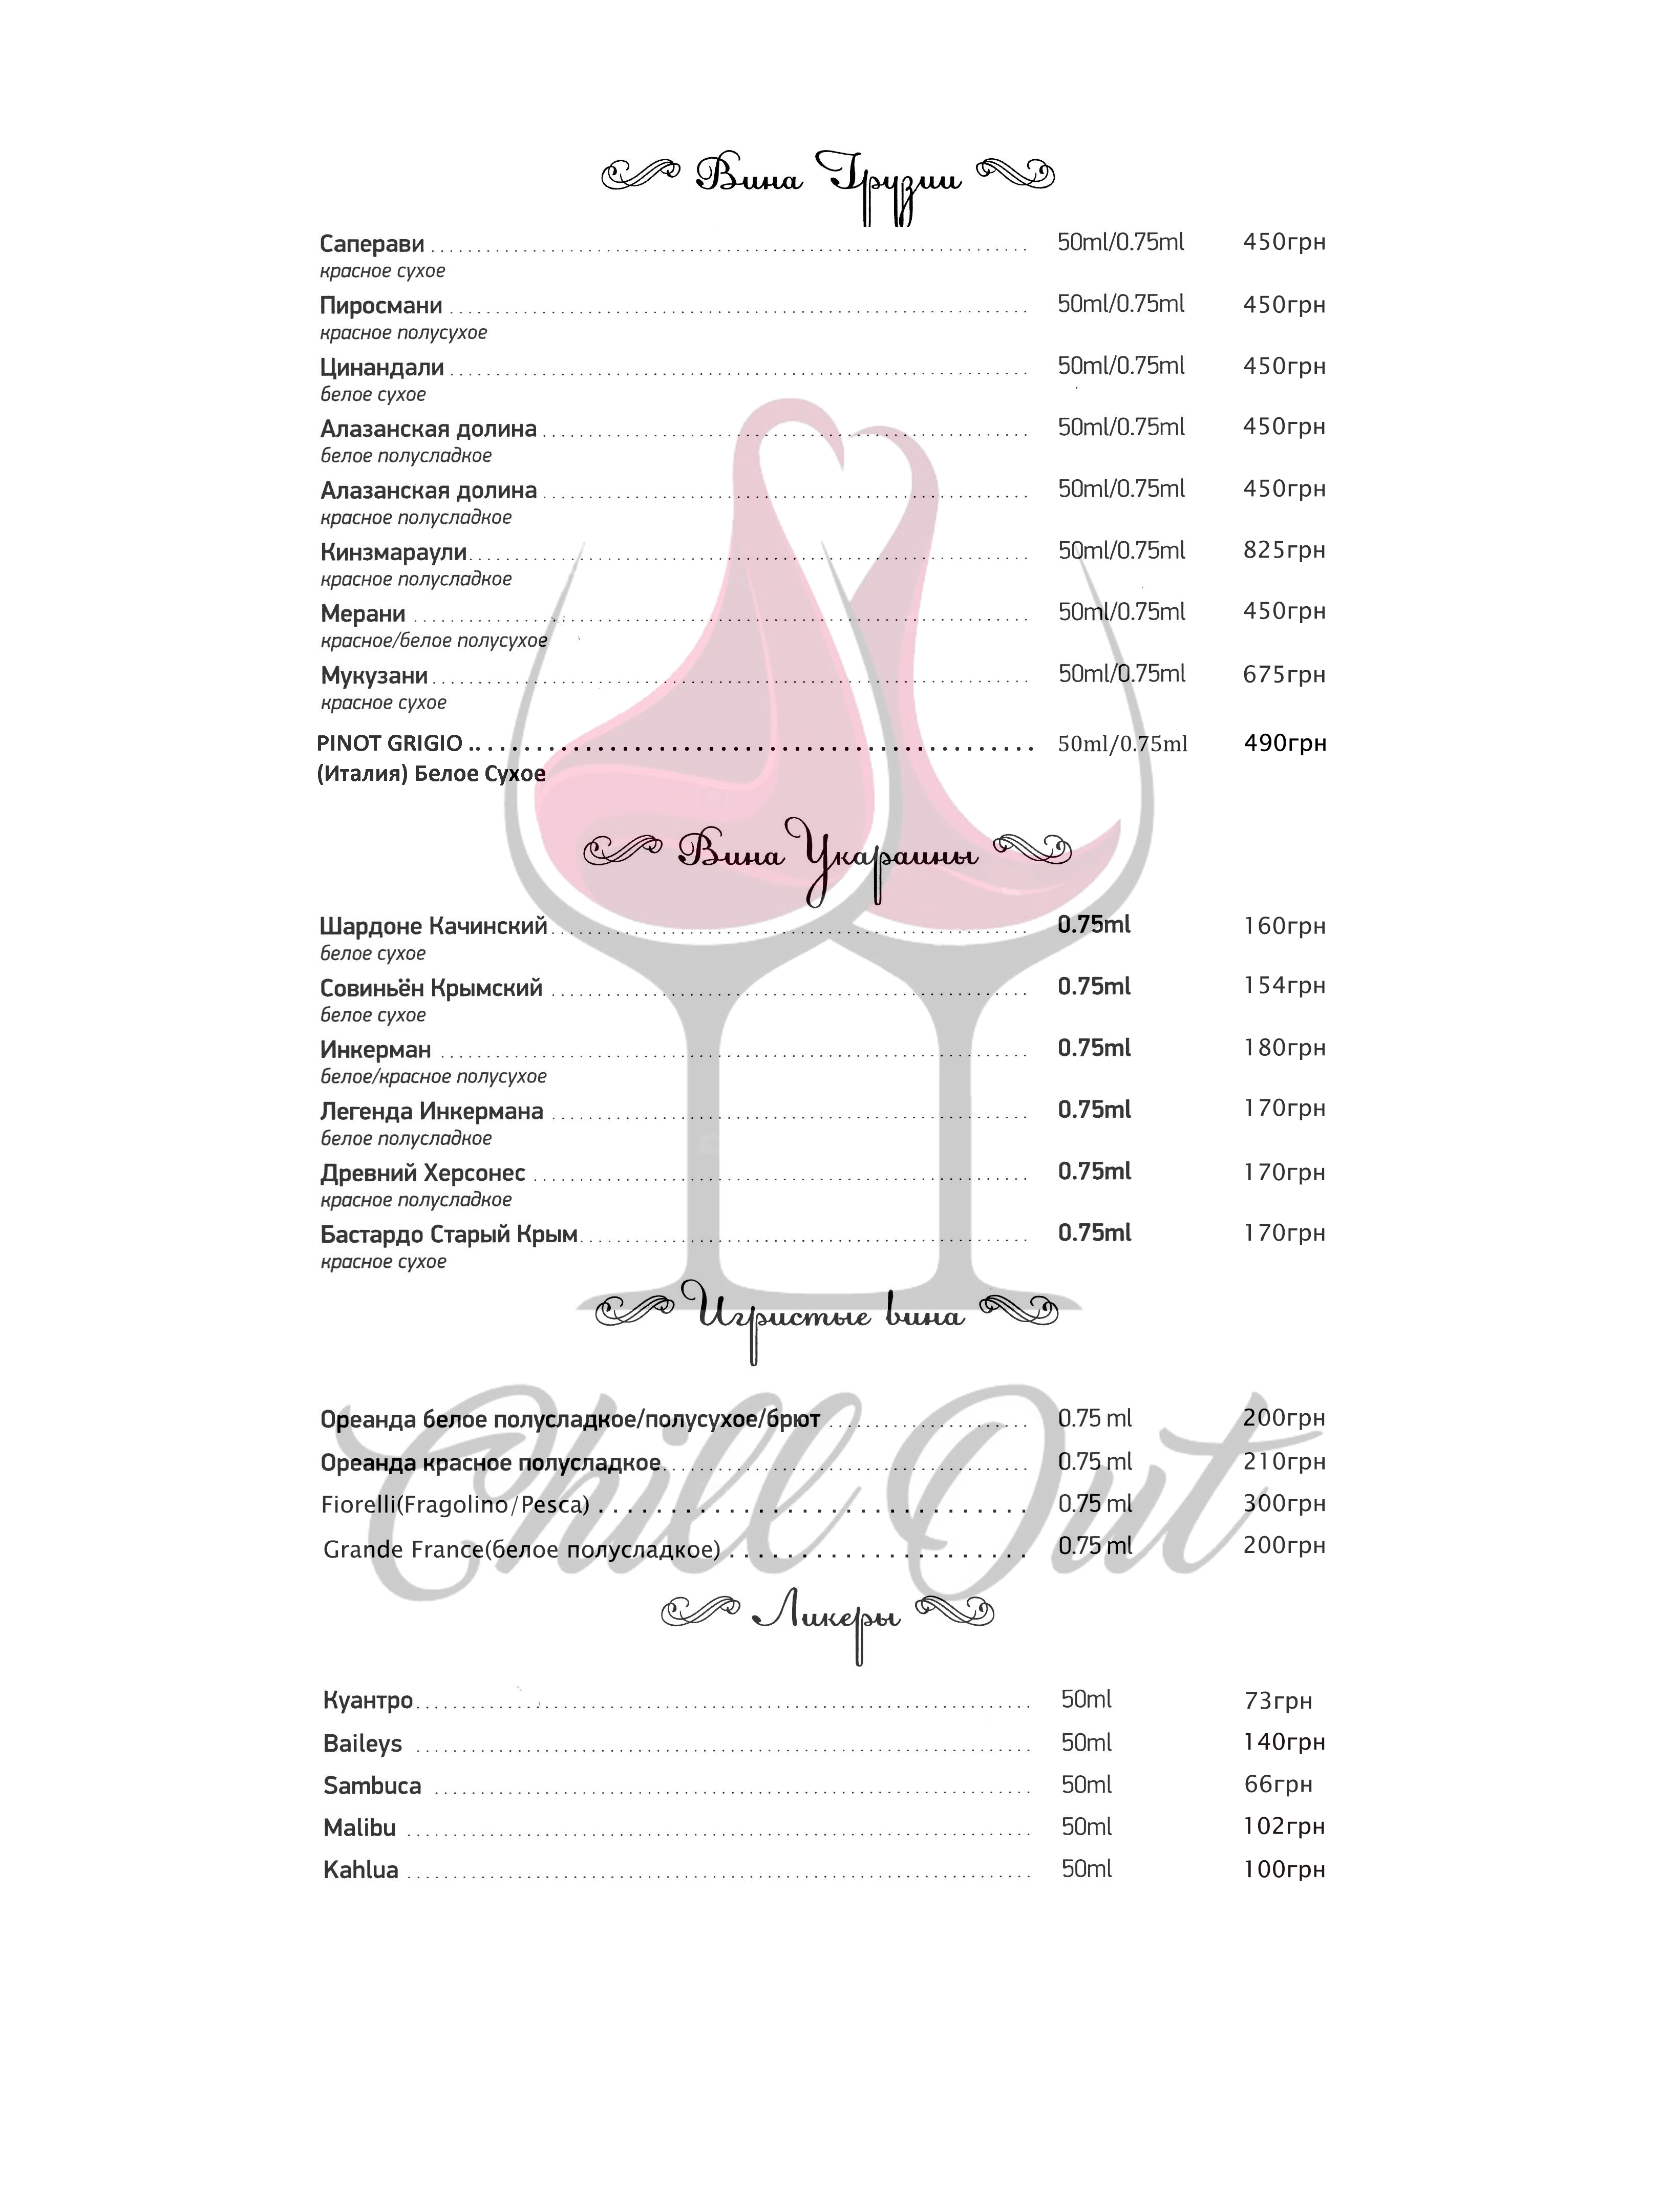 Вина Грузии
Саперави 50ml/0.75ml 450грн
красное сухое
Пиросмани 50ml/0.75ml 450грн
красное полусухое
Цинандали 50ml/0.75ml 450грн
белое сухое
Алазанская долина 50ml/0.75ml 450грн
белое полусладкое
Алазанская долина 50ml/0.75ml 450грн
красное полусладкое
Кинзмараули 50ml/0.75ml 825грн
красное полусладкое
Мерани 50ml/0.75ml 450грн
красное/белое полусухое
Мукузани 50ml/0.75ml 675грн
красное сухое
PINOT GRIGIO 50ml/0.75ml 490грн
(Италия) Белое Сухое
Вина Укараины
Шардоне Качинский 0.75ml 160грн
белое сухое
Совиньён Крымский 0.75ml 154грн
белое сухое
Инкерман 0.75ml 180грн
белое/красное полусухое
Легенда Инкермана 0.75ml 170грн
белое полусладкое
Древний Херсонес 0.75ml 170грн
красное полусладкое
Бастардо Старый Крым 0.75ml 170грн
красное сухое
Игристые вина
Chill Out
Ореанда белое полусладкое/полусухое/брют 0.75 ml 200грн
Ореанда красное полусладкое 0.75 ml 210грн
Fiorelli(Fragolino/Pesca) 0.75 ml 300грн
Grande France(белое полусладкое) 0.75 ml 200грн
Ликеры
Куантро 50ml 73грн
Baileys 50ml 140грн
Sambuca 50ml 66грн
Malibu 50ml 102грн
Kahlua 50ml 100грн